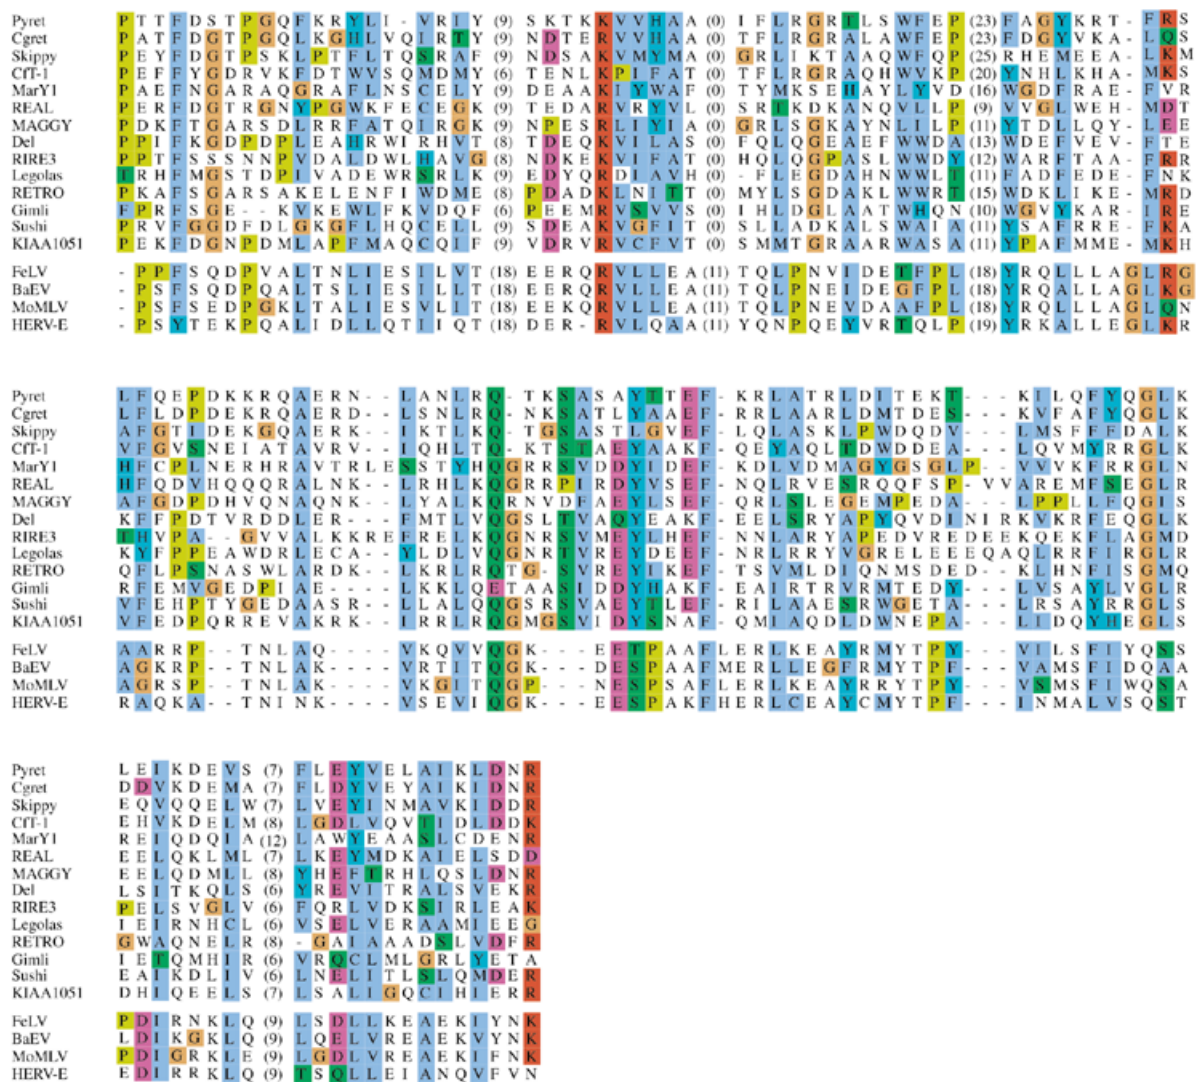 Pyret P T T F D S T P G Q F K R Y L I - V R I Y (9) S K T K K V V H A A (0) I F L R G R T L S W F E P (23) F A G Y K R T - F R S
Cgret P A T F D G T P G Q L K G H L V Q I R T Y (9) N D T E R V V H A A (0) T F L R G R A L A W F E P (23) F D G Y V K A - L Q S
Skippy P E Y F D G T P S K L P T F L T Q S R A F (9) N D S A K V M Y M A (0) G R L I K T A A Q W F Q P (25) R H E M E E A - L K M
CfT-1 P E F F Y G D R V K F D T W V S Q M D M Y (6) T E N L K P I F A T (0) T F L R G R A A Q H W V K P (20) Y N H L K H A - M K S
MarY1 P A E F N G A R A Q G R A F L N S C E L Y (9) D E A A K I Y W A F (0) T Y M K S E H A Y L Y V D (16) W G D F R A E - F V R
REAL P E R F D G T R G N Y P G W K F E C E G K (9) T E D A R V R Y V L (0) S R T K D K A N Q V L L P (9) V V G L W E H - M D T
MAGGY P D K F T G A R S D L R R F A T Q I R G K (9) N P E S R L I Y I A (0) G R L S G K A Y N L I L P (11) Y T D L L Q Y - L E E
Del P P I F K G D P D P L E A H R W I R H V T (9) T D E Q K V I L A S (0) F Q L Q G E A E F W W D A (13) W D E F V E V - F T E
RIRE3 P P T F S S S N N P V D A L D W L H A V G (8) N D K E K V I F A T (0) H Q L Q G P A S L W W D Y (12) W A R F T A A - F R R
Legolas T R H F M G S T D P I V A D E W R S R L K (9) E D Y Q R D I A V H (0) - F L E G D A H N W W L T (11) F A D F E D E - F N K
RETRO P K A F S G A R S A K E L E N F I W D M E (8) P D A D K L N I T T (0) M Y L S G D A K L W W R T (15) W D K L I K E - M R D
Gimli F P R F S G E - - K V K E W L F K V D Q F (6) P E E M R V S V V S (0) I H L D G L A A T W H Q N (10) W G V Y K A R - I R E
Sushi P R V F G G D F D L G K F G L H Q C E L L (9) S D E A K V G F I T (0) S L L S D K A L S W A I A (11) Y S A F R R E - F K A
KIAA1051 P E K F D G N P D M L A P F M A Q C Q I F (9) V D R V R V C F V T (0) S M M T G R A A R W A S A (11) Y P A F M M E - M K H
FeLV - P P F S Q D P V A L T N L I E S I L V T (18) E E R Q R V L L E A (11) T Q L P N V I D E T F P L (18) Y R Q L L L A G L R G
BaEV - P S F S Q D P Q A L T S L I E S I L L T (18) E E R Q R V L L E A (11) T Q L P N E I D E G F P L (18) Y R Q L L L A G L K G
MoMLV - P S F S E D P G K L T A L I E S V L I T (18) E E K Q R V L L E A (11) T Q L P N E V D A A F P L (18) Y R Q L L L A G L Q N
HERV-E - P S Y T E K P Q A L I D L L Q T I I Q T (18) D E R - R V L Q A A (11) Y Q N P Q E Y V R T Q L P (19) Y R K A L L E G L K R
Pyret L F Q E P D K K R Q A E R N - - L A N L R Q - T K S A S A Y T T E F - K R L A T R L D I T E K T - - - K I L Q F Y Q G L K
Cgret L F L D P D E K R Q A E R D - - L S N L R Q - N K S A T L Y A A E F - R R L A A R L D M T D E S - - - K V F A F Y Q G L K
Skippy A F G T I D E K G Q A E R K - - I K T L K Q - T G S A S T L G V E F - L Q L A S K L P W D Q D V - - - L M S F F F D A L K
CfT-1 V F G V S N E I A T A V R V - - I Q H L T Q - K T S T A E Y A A K F - Q E Y A Q L T D W D D E A - - - L Q V M Y R R G L K
MarY1 H F C P L N E R H R A V T R L E S S T Y H Q G R R S V D D Y I D E F - K D L V D M A G Y G S G L P - - V V V K F R R G L N
REAL H F Q D V H Q Q Q R A L N K - - L R H L K Q G R R P I R D Y V S E F - N R L R V E S R Q Q F S P - V V A R E M F S E G L R
MAGGY A F G D P D H V Q N A Q N K - - L Y A L K Q R N V D F A E Y L S E F - Q R L S L E G E M P E D A - - L P P L L F Q G L S
Del K F F P D T V R D D L E R - - - F M T L V Q G S L T V A Q Y E A K F - E E L S R Y A P Y Q V D I N I R K V K R F E Q G L K
RIRE3 T H V P A - - G V V A L K K R E F R E L V Q G N R S V M E Y L H E F - N N L A R Y A P E D V R E D E E K Q E K F L A G M D
Legolas K Y F P P E A W D R L E C A - - Y L D L V Q G N R T V R E Y D E E F - N R L R R Y V G R E L E E E Q A Q L R R F I R G L R
RETRO Q F L P S N A S W L A R D K - - L K R L R Q T G - S V R E Y I K E F - T S V M L D I Q N M S D E D - - K L H N F I S G M Q
Gimli R F E M V G E D P I A E - - - - L K K L Q E T A A S I D D Y H A K F - E A I R T R V R M T E D Y - - - L V S A Y L V G L R
Sushi V F E H P T Y G E D A A S R - - L L A L Q Q G S R S V A E Y T L E F - R I L A A E S R W G E T A - - - L R S A Y R R G L S
KIAA1051 V F E D P Q R R E V A K R K - - I R R L R Q G M G S V I D Y S N A F - Q M I A Q D L D W N E P A - - - L I D Q Y H E G L S
FeLV A A R R P - - T N L A Q - - - - V K Q V V Q G K - - - E E T P A A F L E R L K E A Y R M Y T P Y - - - V I L S F I Y Q S S
BaEV A G K R P - - T N L A K - - - - V R T I T Q G K - - - D E S P A A F M E R L L E G F R M Y T P F - - - V A M S F I D Q A A
MoMLV A G R S P - - T N L A K - - - - V K G I T Q G P - - - N E S P S A F L E R L K E A Y R R Y T P Y - - - V S M S F I W Q S A
HERV-E R A Q K A - - T N I N K - - - - V S E V I Q G K - - - E E S P A K F H E R L C E A Y C M Y T P F - - - I N M A L V S Q S T
Pyret L E I K D E V S (7) F L E Y V E L A I K L D N R
Cgret D D V K D E M A (7) F L D Y V E Y A I K L D N R
Skippy E Q V Q Q E L W (7) L V E Y I N M A V K I D D R
CfT-1 E H V K D E L M (8) L G D L V Q V T I D L D D K
MarY1 R E I Q D Q I A (12) L A W Y E A A S L C D E N R
REAL E E L Q K L M L (7) L K E Y M D K A I E L S D D
MAGGY E E L Q D M L L (8) Y H E F T R H L Q S L D N R
Del L S I T K Q L S (6) Y R E V I T R A L S V E K R
RIRE3 P E L S V G L V (6) F Q R L V D K S I R L E A K
Legolas I E I R N H C L (6) V S E L V E R A A M I E E G
RETRO G W A Q N E L R (8) - G A I A A A D S L V D F R
Gimli I E T Q M H I R (6) V R Q C L M L G R L Y E T A
Sushi E A I K D L I V (6) L N E L I T L S L Q M D E R
KIAA1051 D H I Q E E L S (7) L S A L I G Q C I H I E R R
FeLV P D I R N K L Q (9) L S D L L K E A E K I Y N K
BaEV L D I K G K L Q (9) L Q E L V R E A E K V Y N K
MoMLV P D I G R K L E (9) L G D L V R E A E K I F N K
HERV-E E D I R R K L Q (9) T S Q L L E I A N Q V F V N